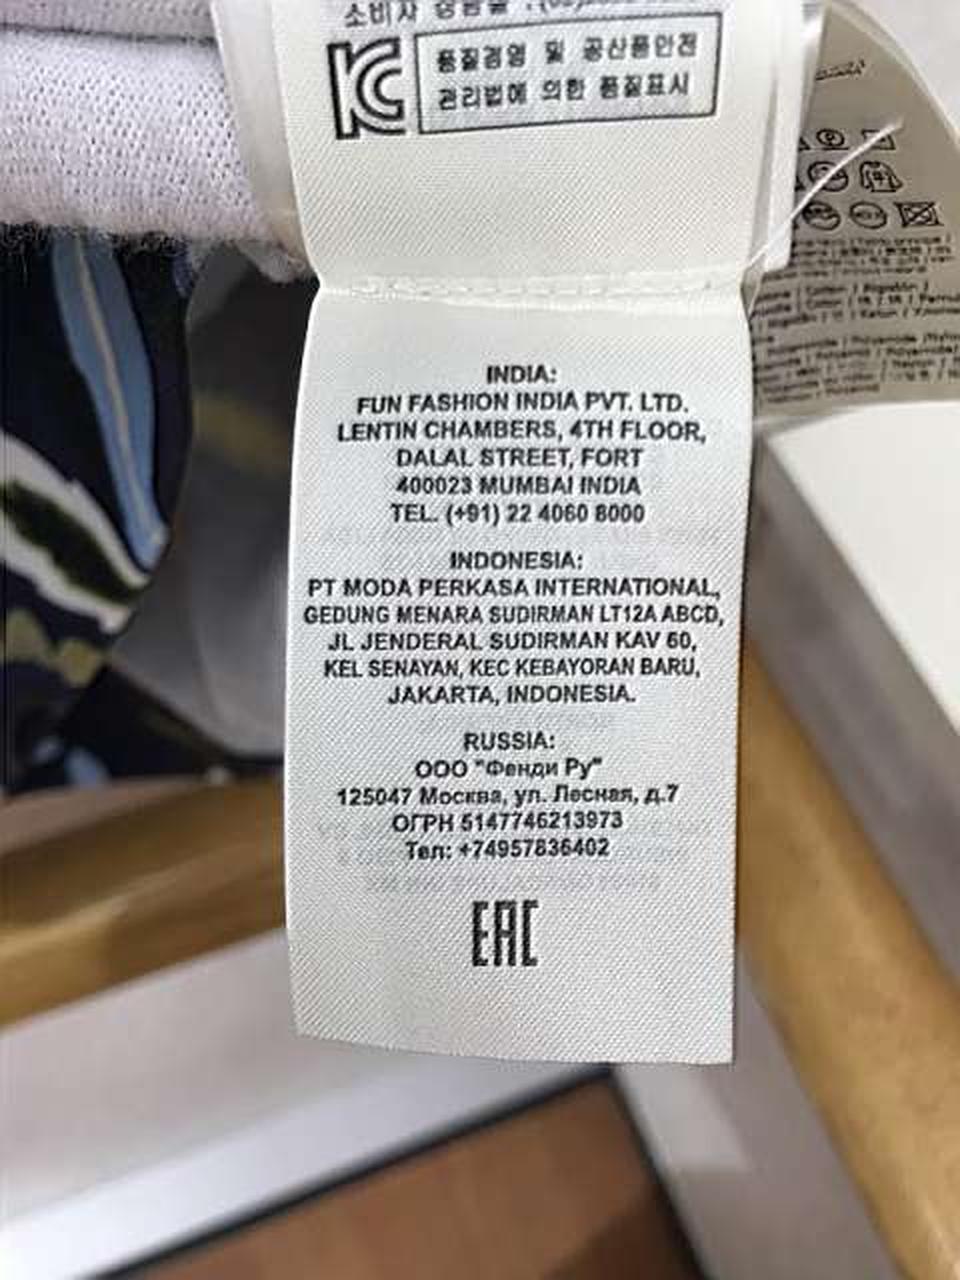 소비자
KC
품질경영 및 공산품안전
관리법에 의한 품질표시
INDIA:
FUN FASHION INDIA PVT. LTD.
LENTIN CHAMBERS, 4TH FLOOR,
DALAL STREET, FORT
400023 MUMBAI INDIA
TEL. (+91) 22 4060 8000
INDONESIA:
PT MODA PERKASA INTERNATIONAL,
GEDUNG MENARA SUDIRMAN LT12A ABCD,
JL JENDERAL SUDIRMAN KAV 60,
KEL SENAYAN, KEC KEBAYORAN BARU,
JAKARTA, INDONESIA.
RUSSIA:
ООО "Фенди Ру"
125047 Москва, ул. Лесная, д.7
ОГРН 5147746213973
Тел: +74957836402
EAC